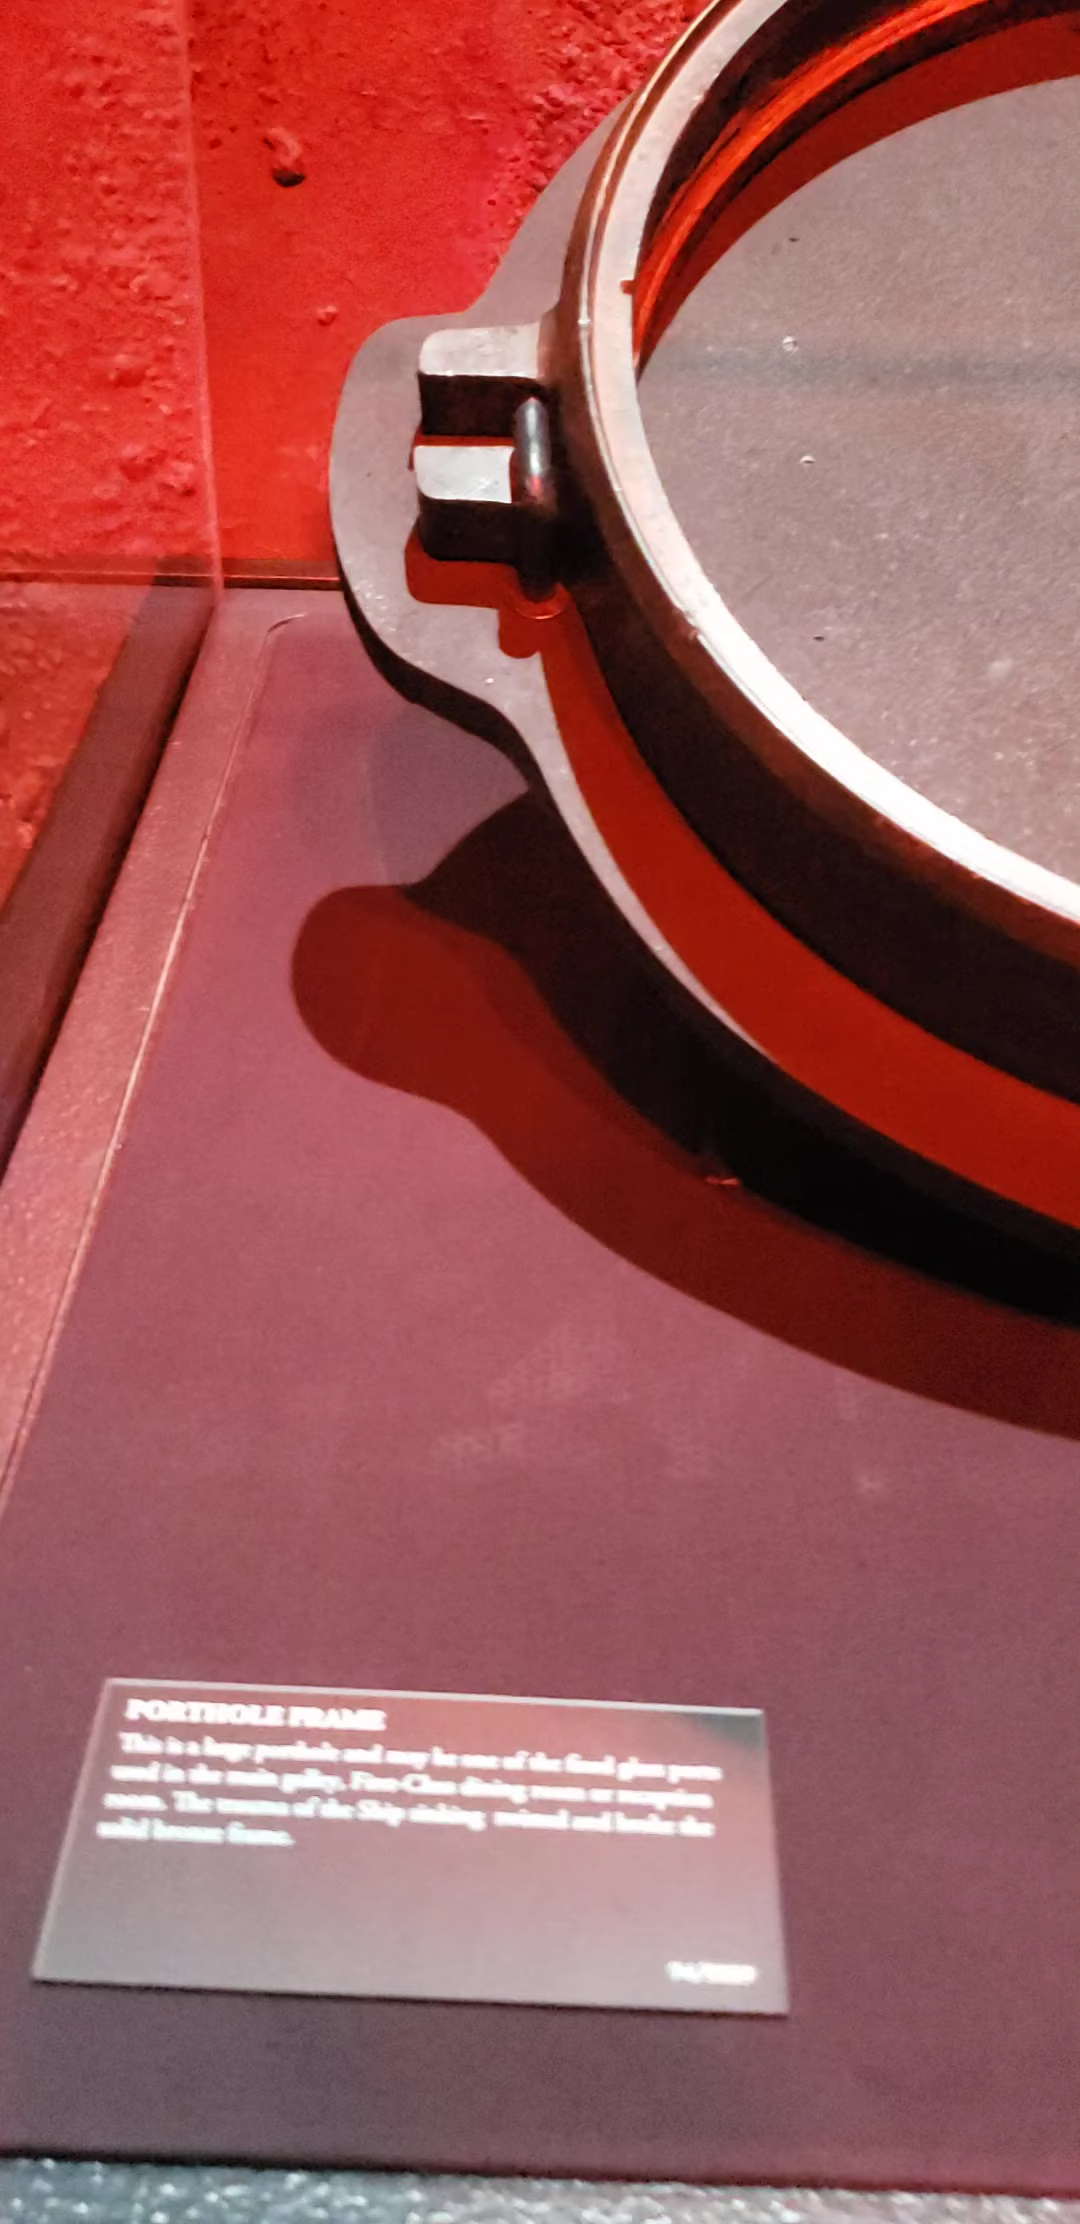 PORTHOLE FRAME
This is a large porthole and may be one of the fixed glass ports
used in the main galley, First-Class dining room or reception
room. The trauma of the Ship sinking twisted and broke the
solid bronze frame.